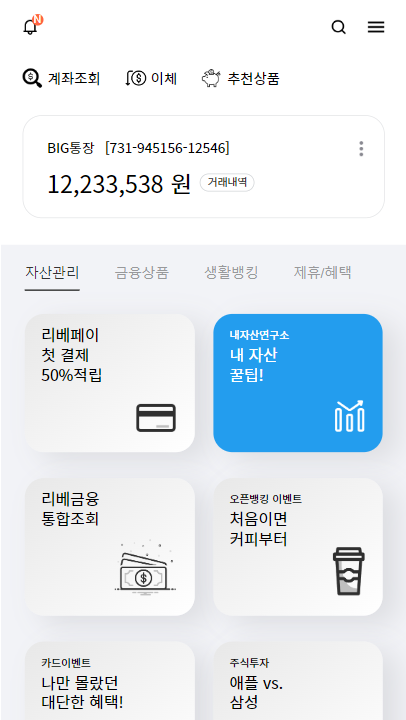 N
계좌조회 이체 추천상품
BIG통장 [731-945156-12546]
12,233,538 원 거래내역
자산관리 금융상품 생활뱅킹 제휴/혜택
리베페이
첫 결제
50%적립
내자산연구소
내 자산
꿀팁!
리베금융
통합조회
오픈뱅킹 이벤트
처음이면
커피부터
카드이벤트
나만 몰랐던
대단한 혜택!
주식투자
애플 vs.
삼성